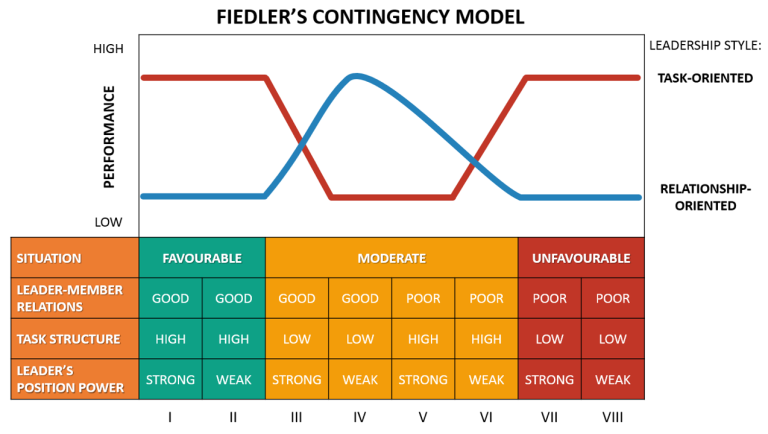 FIEDLER'S CONTINGENCY MODEL
HIGH
LEADERSHIP STYLE:
TASK-ORIENTED
PERFORMANCE
RELATIONSHIP-
ORIENTED
LOW
SITUATION FAVOURABLE MODERATE UNFAVOURABLE
LEADER-MEMBER
RELATIONS GOOD GOOD GOOD GOOD POOR POOR POOR POOR
TASK STRUCTURE HIGH HIGH LOW LOW HIGH HIGH LOW LOW
LEADER'S
POSITION POWER STRONG WEAK STRONG WEAK STRONG WEAK STRONG WEAK
I II III IV V VI VII VIII